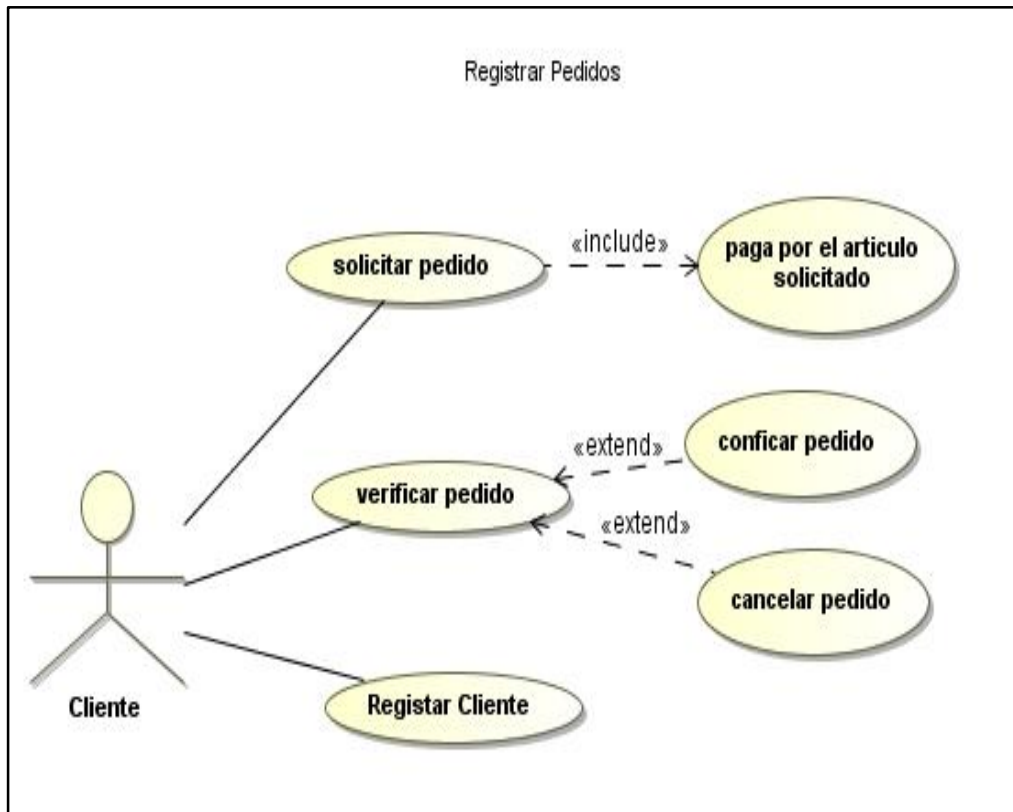 Registrar Pedidos
solicitar pedido
«include»
paga por el articulo
solicitado
verificar pedido
«extend»
conficar pedido
«extend»
cancelar pedido
Registar Cliente
Cliente